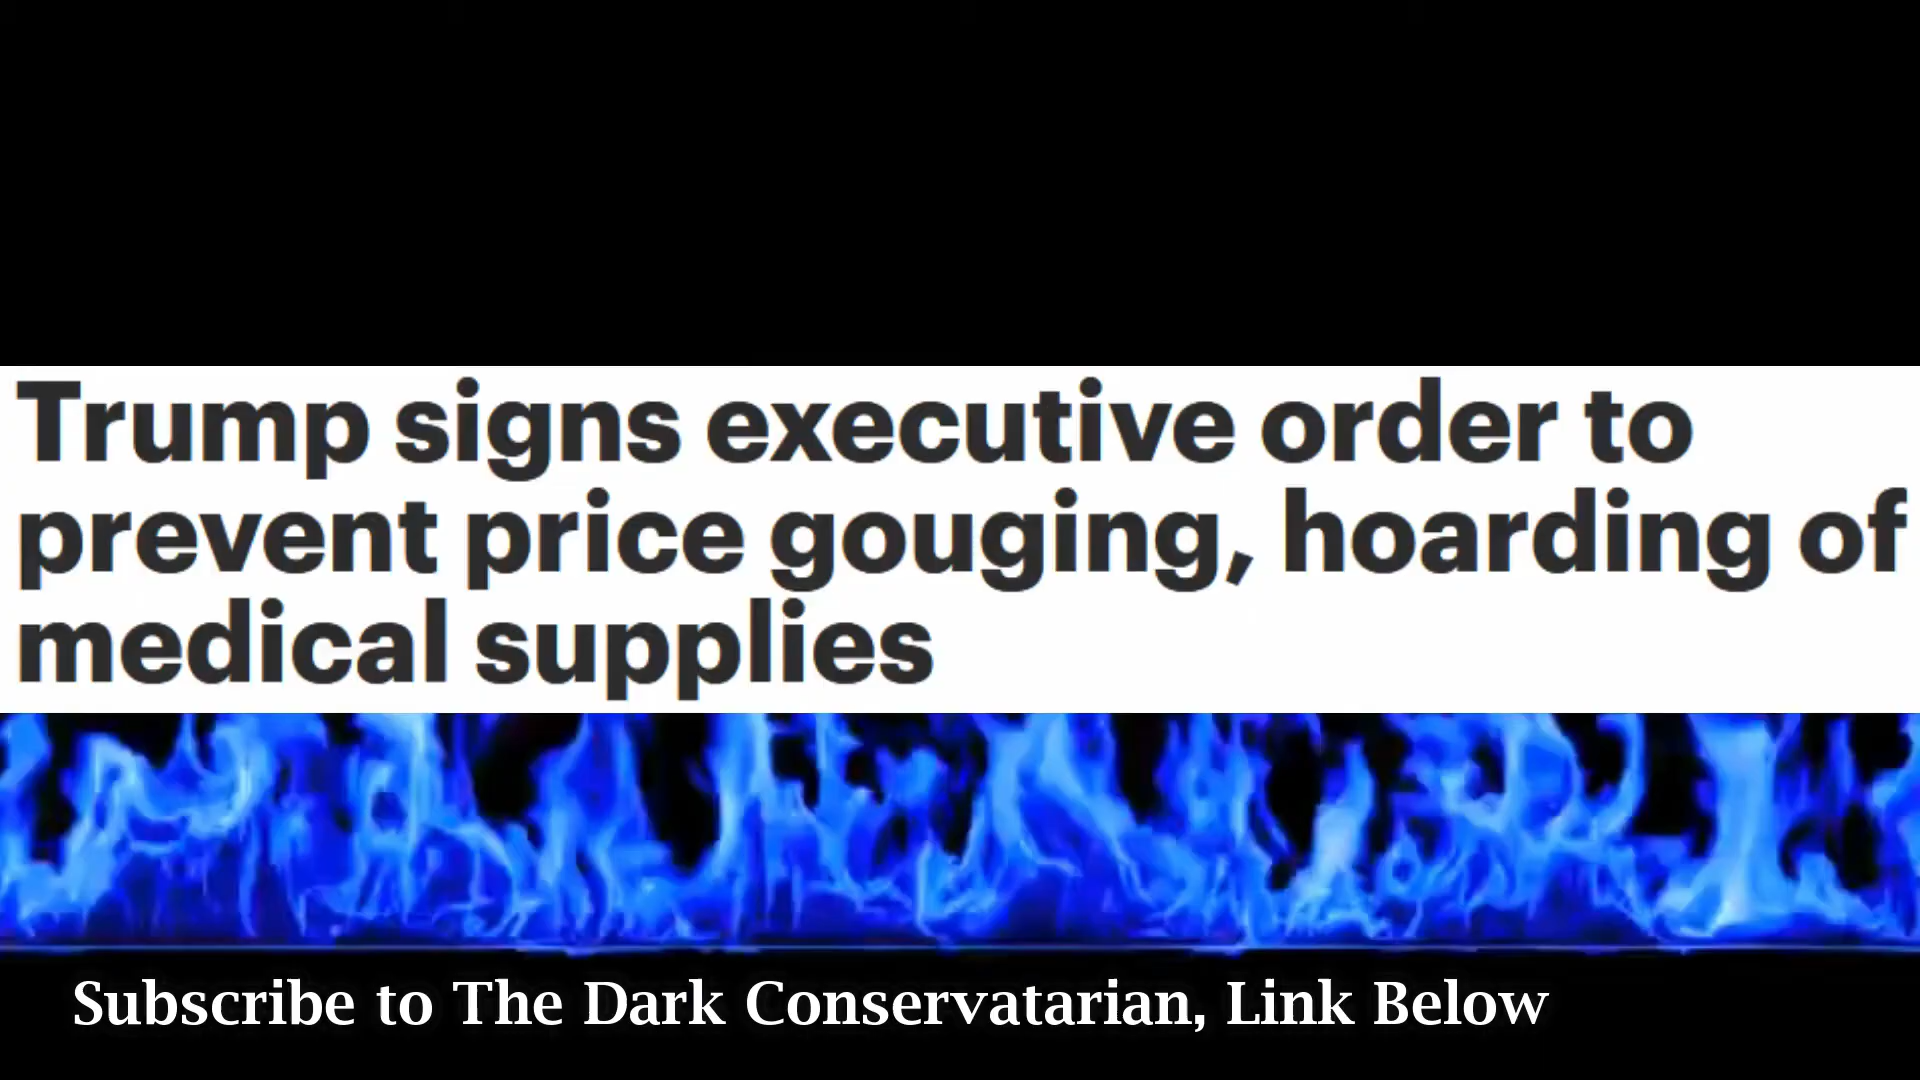 Trump signs executive order to
prevent price gouging, hoarding of
medical supplies
Subscribe to The Dark Conservatarian, Link Below